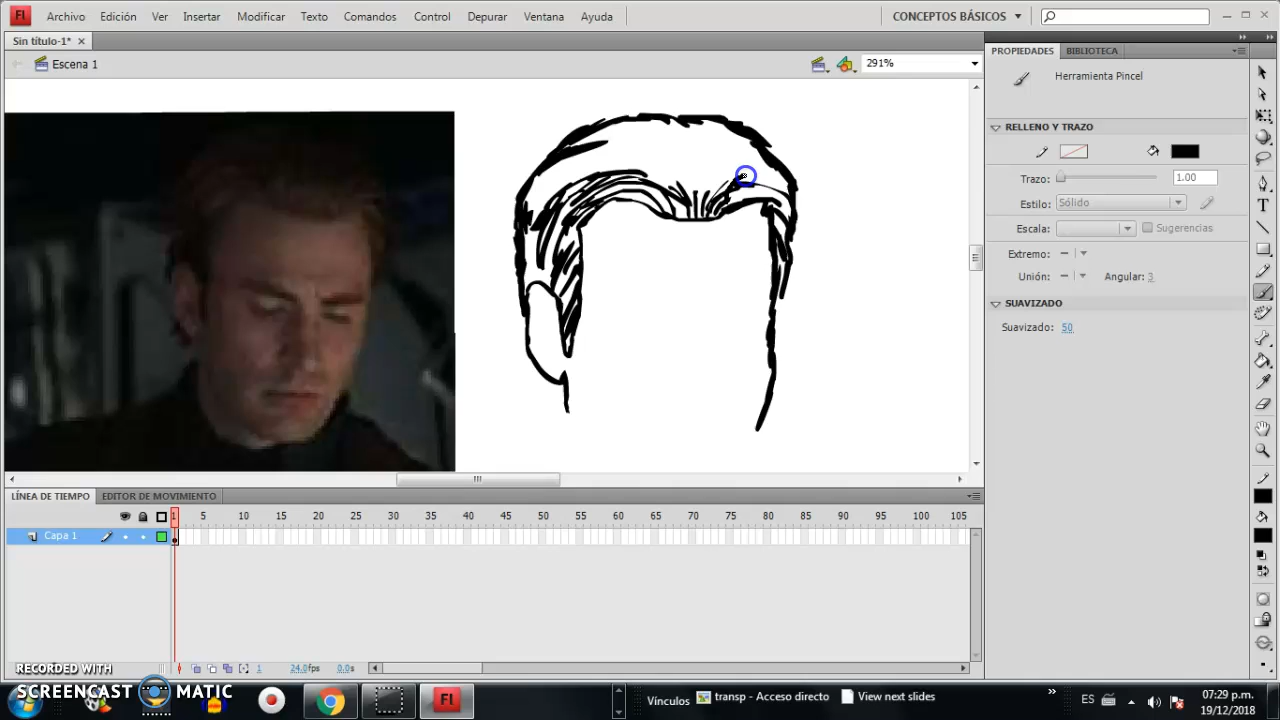 Fl Archivo Edición Ver Insertar Modificar Texto Comandos Control Depurar Ventana Ayuda CONCEPTOS BÁSICOS
Sin título-1*
Escena 1 291%
PROPIEDADES BIBLIOTECA
Herramienta Pincel
RELLENO Y TRAZO
Trazo: 1.00
Estilo: Sólido
Escala: Sugerencias
Extremo:
Unión: Angular: 3
SUAVIZADO
Suavizado: 50
LÍNEA DE TIEMPO EDITOR DE MOVIMIENTO
1 5 10 15 20 25 30 35 40 45 50 55 60 65 70 75 80 85 90 95 100 105
Capa 1
1 24.0fps 0.0s
RECORDED WITH
SCREENCAST MATIC
Fl
Vínculos transp - Acceso directo View next slides
ES 07:29 p.m.
19/12/2018